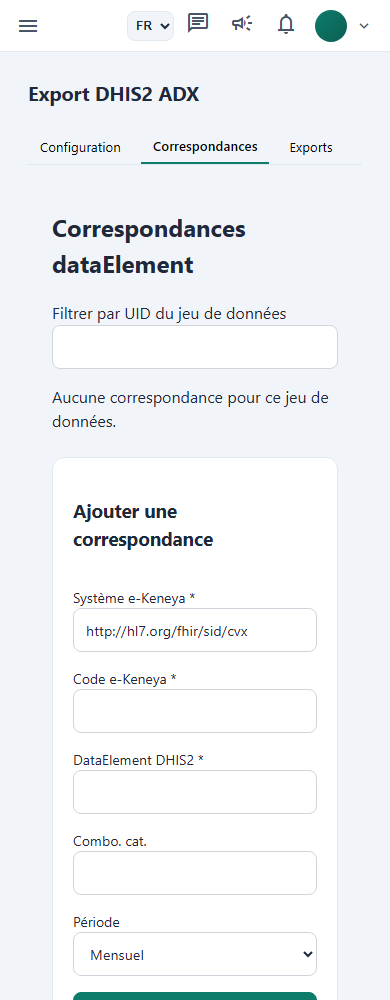 FR
Export DHIS2 ADX
Configuration
Correspondances
Exports
Correspondances
dataElement
Filtrer par UID du jeu de données
Aucune correspondance pour ce jeu de
données.
Ajouter une
correspondance
Système e-Keneya *
http://hl7.org/fhir/sid/cvx
Code e-Keneya *
DataElement DHIS2 *
Combo. cat.
Période
Mensuel